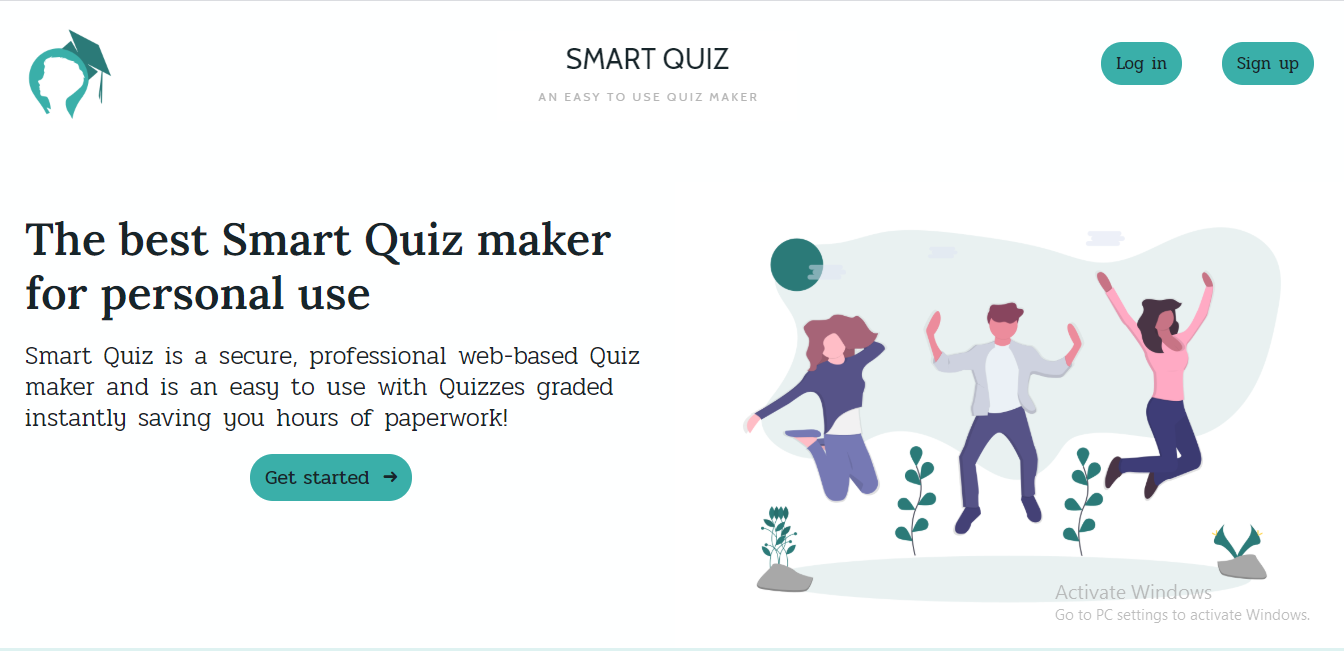 SMART QUIZ
AN EASY TO USE QUIZ MAKER
Log in
Sign up
The best Smart Quiz maker
for personal use
Smart Quiz is a secure, professional web-based Quiz
maker and is an easy to use with Quizzes graded
instantly saving you hours of paperwork!
Get started →
Activate Windows
Go to PC settings to activate Windows.